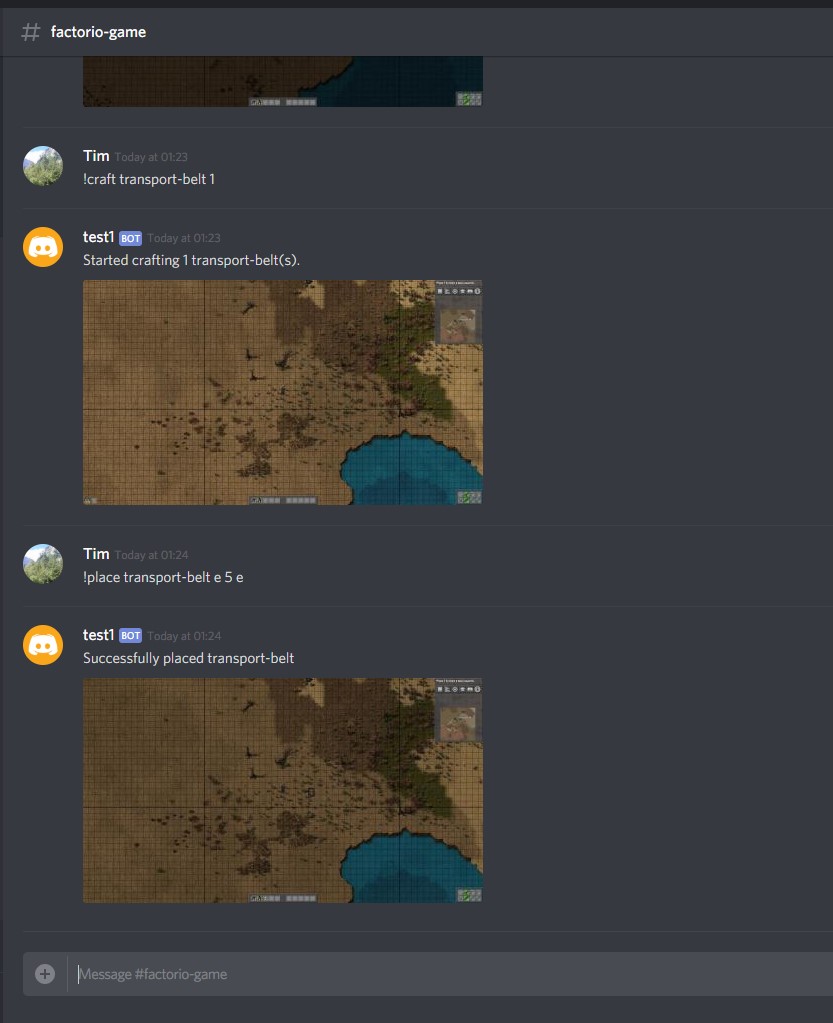 factorio-game
Tim Today at 01:23
!craft transport-belt 1
test1 BOT Today at 01:23
Started crafting 1 transport-belt(s).
Tim Today at 01:24
!place transport-belt e 5 e
test1 BOT Today at 01:24
Successfully placed transport-belt
Message #factorio-game